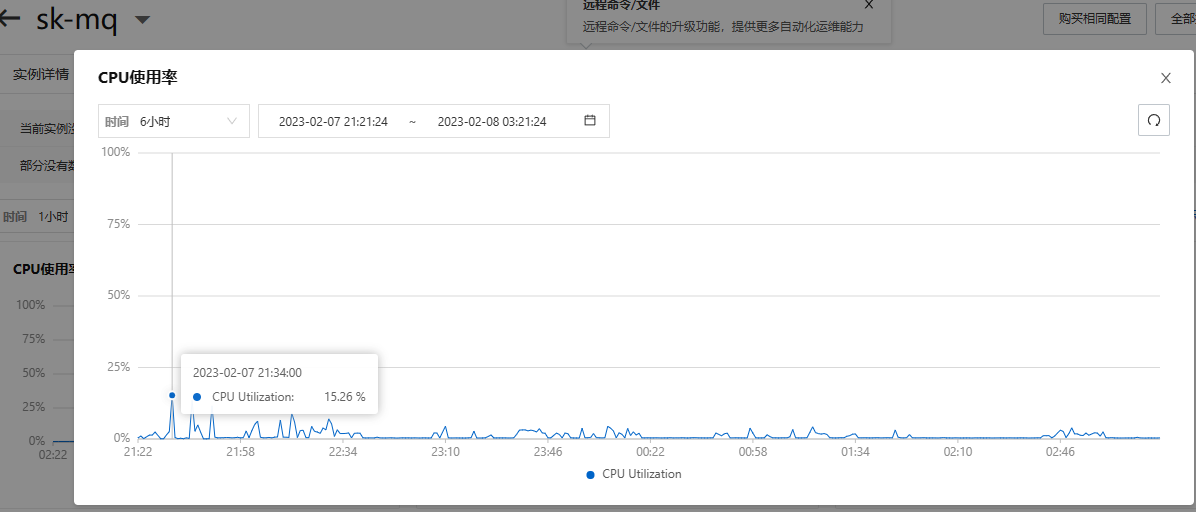 sk-mq
远程命令/文件
远程命令/文件的升级功能，提供更多自动化运维能力
购买相同配置
全部
实例详情
当前实例
部分没有数
时间 1小时
CPU使用率
100%
75%
50%
25%
0%
02:22
CPU使用率
时间 6小时
2023-02-07 21:21:24 ~ 2023-02-08 03:21:24
100%
75%
50%
25%
0%
2023-02-07 21:34:00
CPU Utilization: 15.26 %
21:22 21:58 22:34 23:10 23:46 00:22 00:58 01:34 02:10 02:46
CPU Utilization